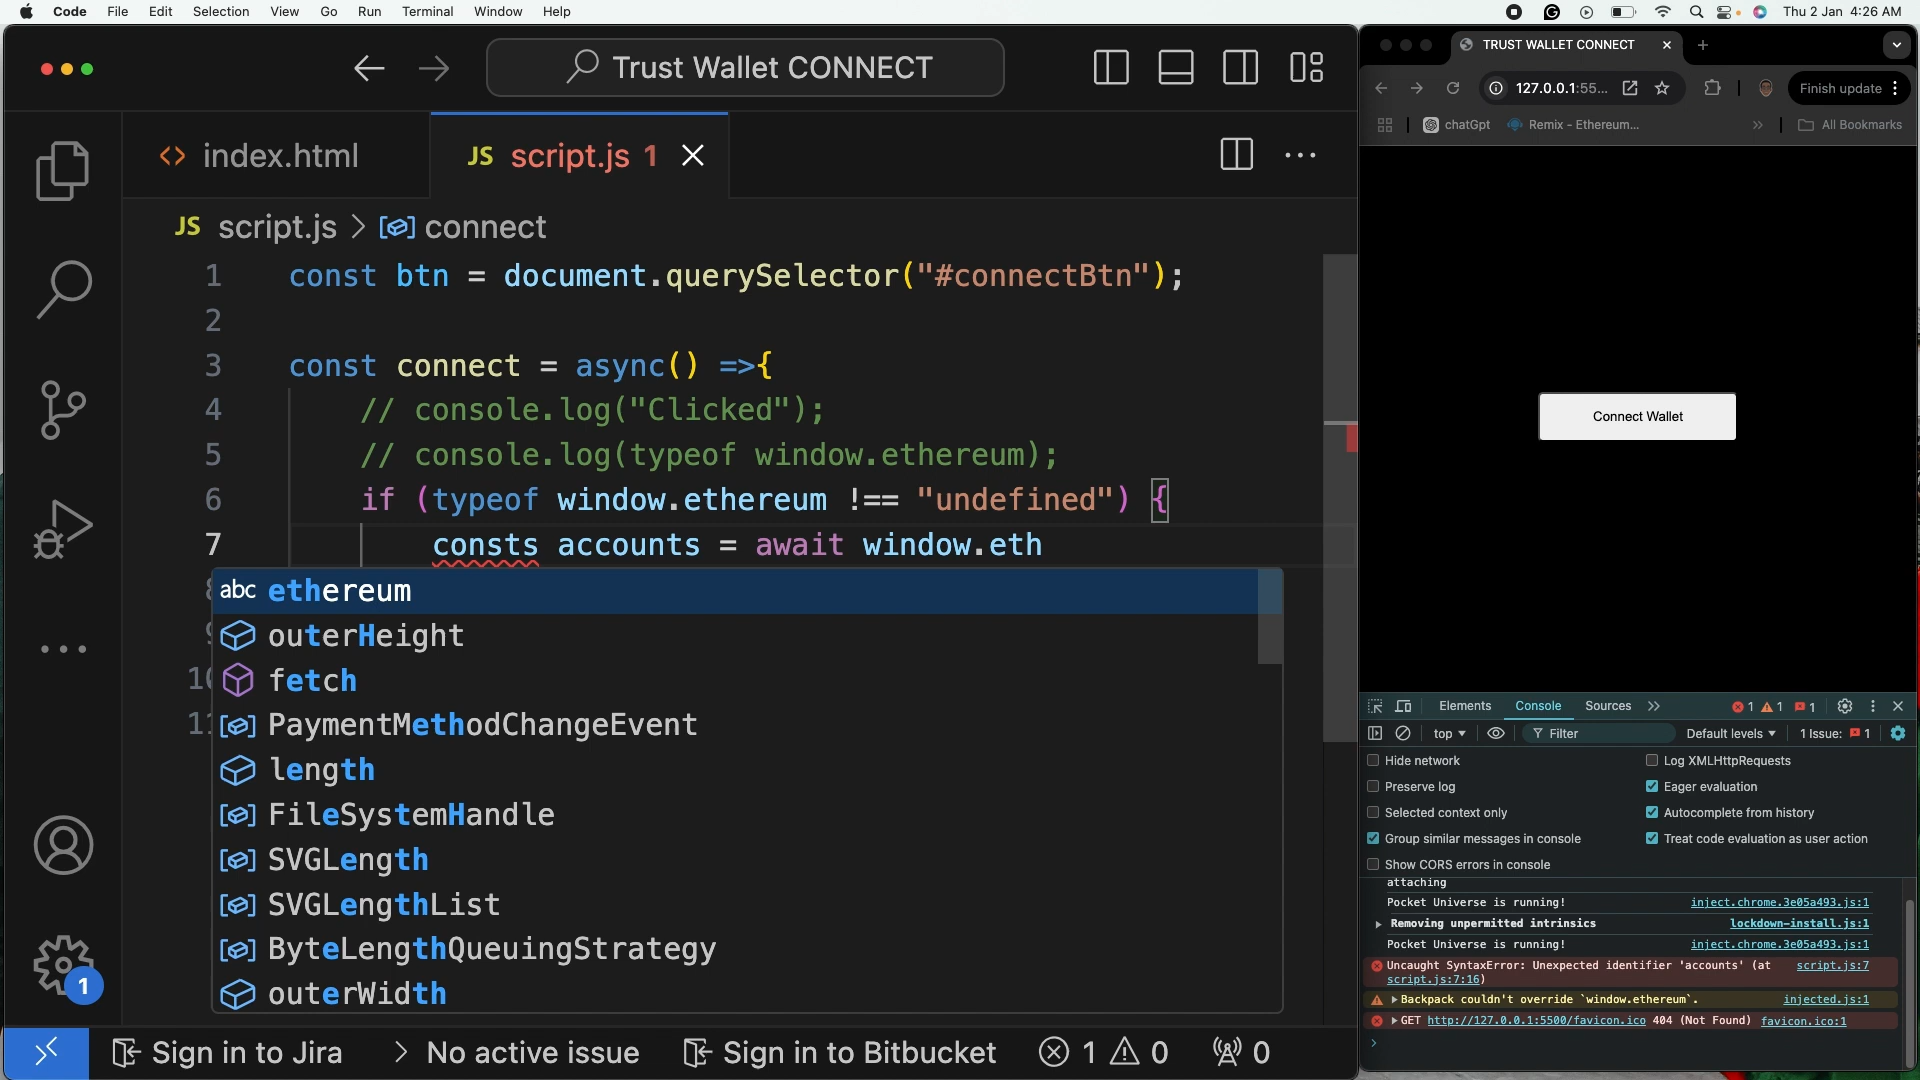 Code File Edit Selection View Go Run Terminal Window Help Thu 2 Jan 4:26 AM
Trust Wallet CONNECT
index.html
JS script.js 1
JS script.js > connect
1 const btn = document.querySelector("#connectBtn");
2
3 const connect = async() =>{
4 // console.log("Clicked");
5 // console.log(typeof window.ethereum);
6 if (typeof window.ethereum !== "undefined") {
7 consts accounts = await window.eth
abc ethereum
outerHeight
10 fetch
PaymentMethodChangeEvent
length
FileSystemHandle
SVGLength
SVGLengthList
ByteLengthQueuingStrategy
outerWidth
1
Sign in to Jira > No active issue Sign in to Bitbucket 1 0 0
TRUST WALLET CONNECT
127.0.0.1:55... Finish update
chatGpt Remix - Ethereum... » All Bookmarks
Connect Wallet
Elements Console Sources 1 1 1
top Filter Default levels 1 Issue: 1
Hide network Log XMLHttpRequests
Preserve log Eager evaluation
Selected context only Autocomplete from history
Group similar messages in console Treat code evaluation as user action
Show CORS errors in console
attaching
Pocket Universe is running! inject.chrome.3e05a493.js:1
Removing unpermitted intrinsics lockdown-install.js:1
Pocket Universe is running! inject.chrome.3e05a493.js:1
Uncaught SyntaxError: Unexpected identifier 'accounts' (at script.js:7
script.js:7:16)
Backpack couldn't override `window.ethereum`. injected.js:1
GET http://127.0.0.1:5500/favicon.ico 404 (Not Found) favicon.ico:1